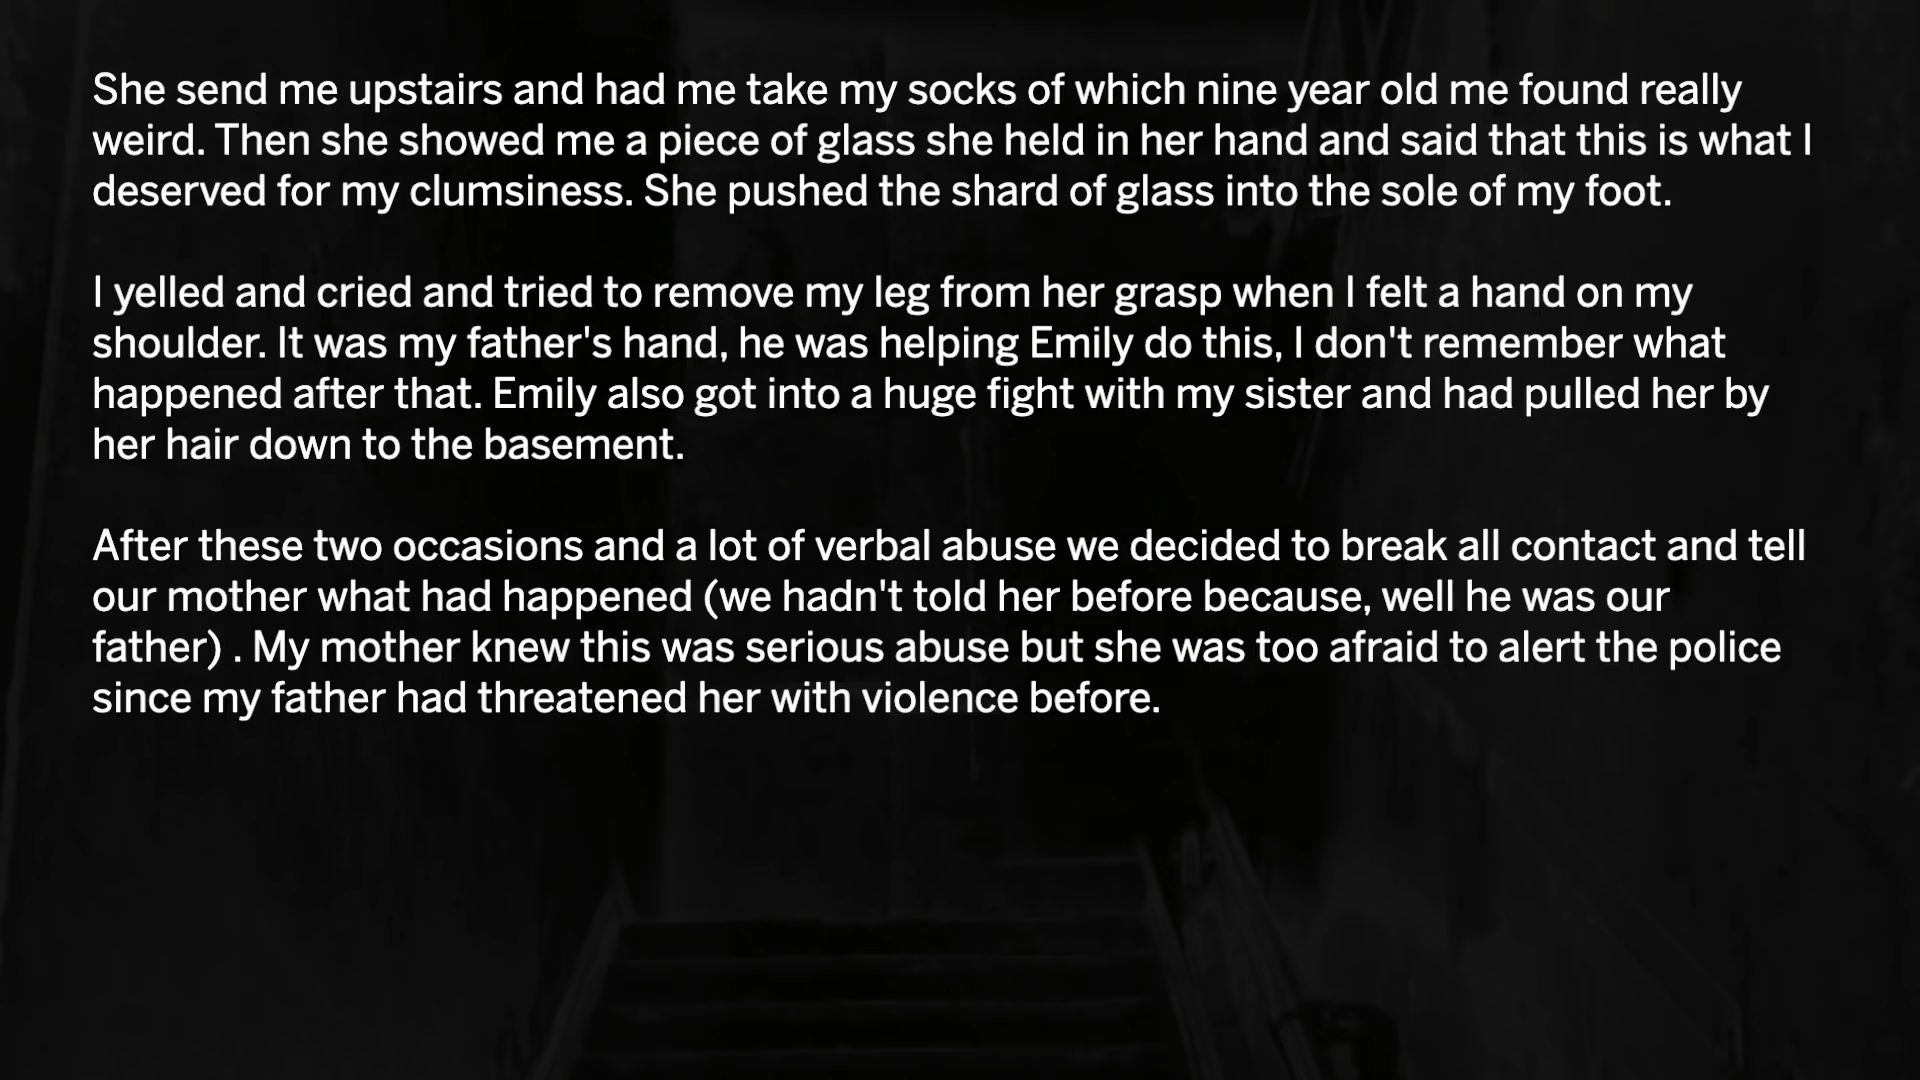 She send me upstairs and had me take my socks of which nine year old me found really
weird. Then she showed me a piece of glass she held in her hand and said that this is what I
deserved for my clumsiness. She pushed the shard of glass into the sole of my foot.
I yelled and cried and tried to remove my leg from her grasp when I felt a hand on my
shoulder. It was my father's hand, he was helping Emily do this, I don't remember what
happened after that. Emily also got into a huge fight with my sister and had pulled her by
her hair down to the basement.
After these two occasions and a lot of verbal abuse we decided to break all contact and tell
our mother what had happened (we hadn't told her before because, well he was our
father) . My mother knew this was serious abuse but she was too afraid to alert the police
since my father had threatened her with violence before.